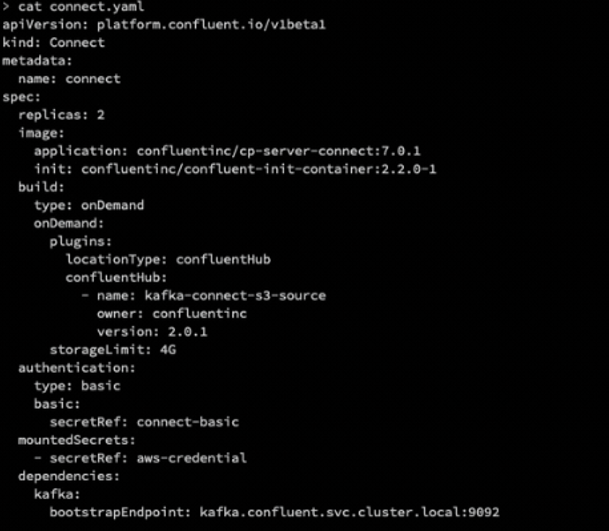 > cat connect.yaml
apiVersion: platform.confluent.io/v1beta1
kind: Connect
metadata:
  name: connect
spec:
  replicas: 2
  image:
    application: confluentinc/cp-server-connect:7.0.1
    init: confluentinc/confluent-init-container:2.2.0-1
  build:
    type: onDemand
    onDemand:
      plugins:
        locationType: confluentHub
        confluentHub:
          - name: kafka-connect-s3-source
            owner: confluentinc
            version: 2.0.1
      storageLimit: 4G
  authentication:
    type: basic
    basic:
      secretRef: connect-basic
  mountedSecrets:
    - secretRef: aws-credential
  dependencies:
    kafka:
      bootstrapEndpoint: kafka.confluent.svc.cluster.local:9092